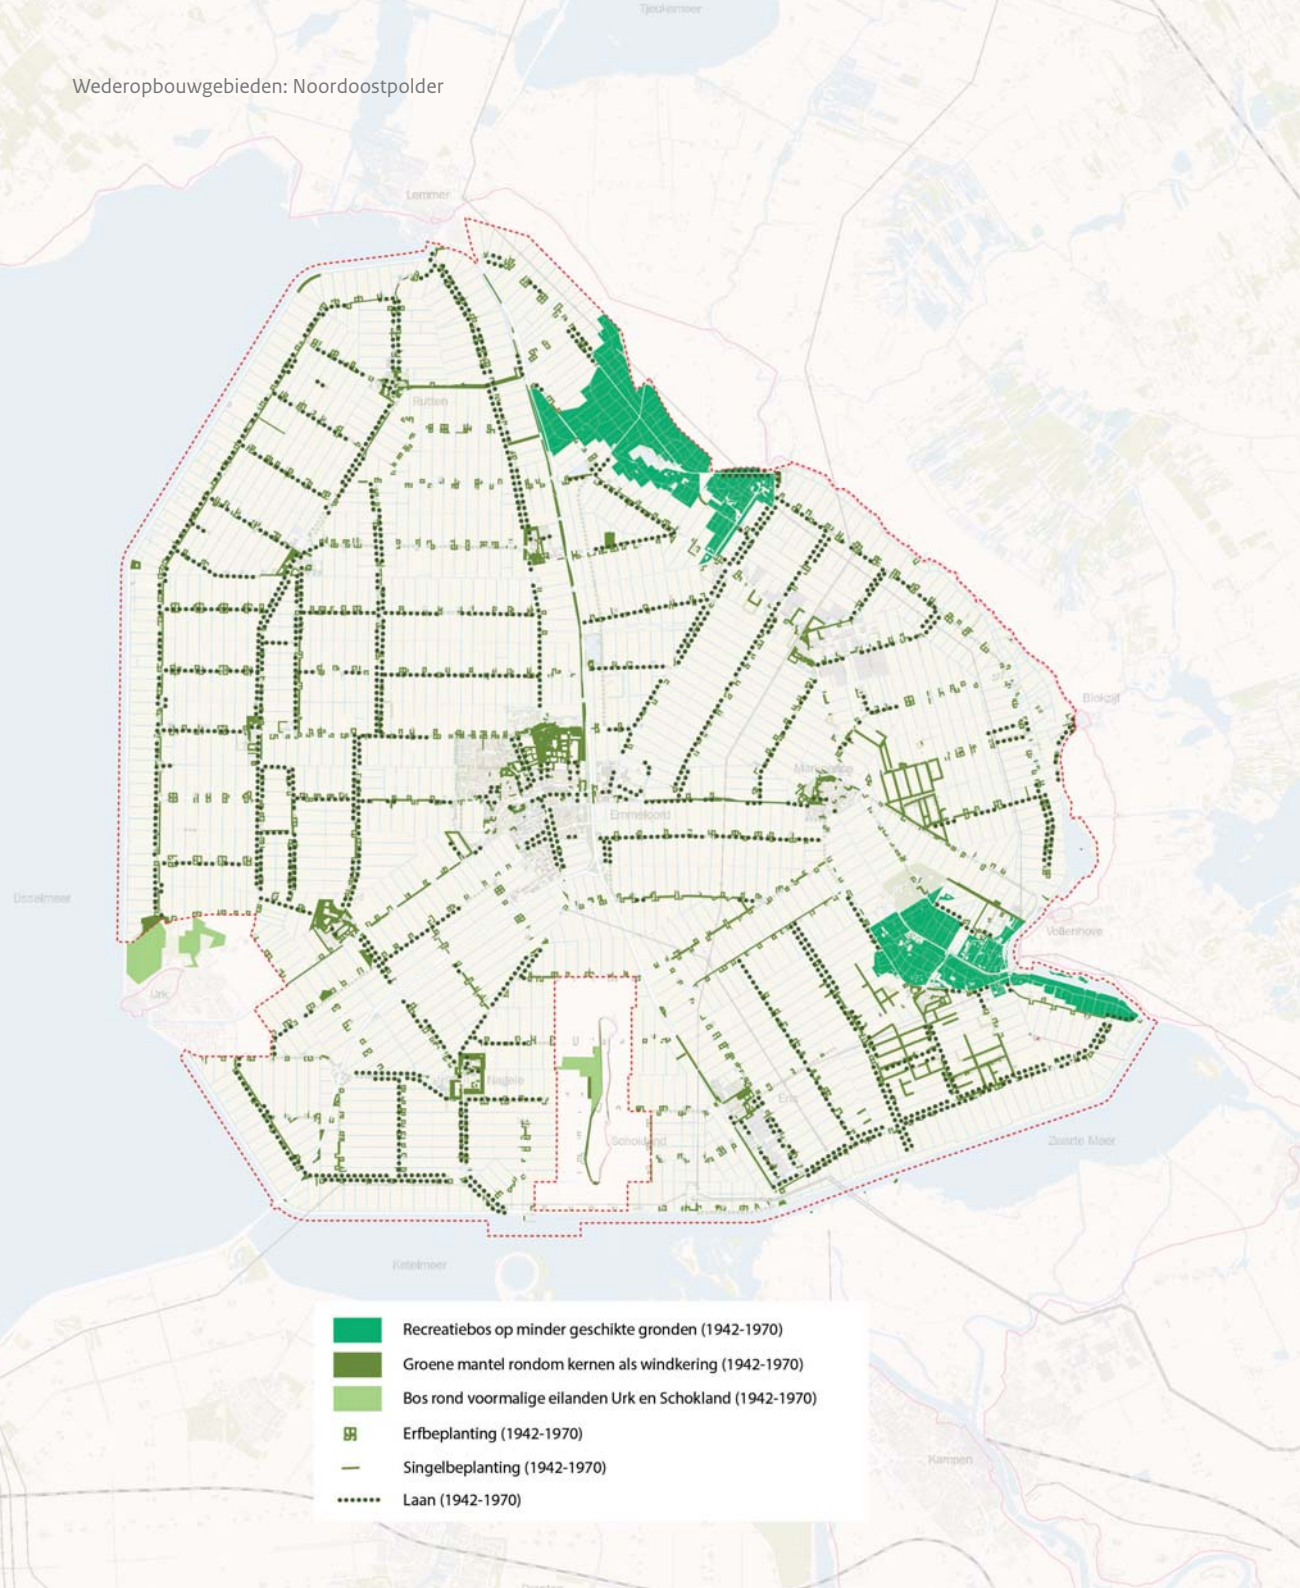 Tjeukemeer
Wederopbouwgebieden: Noordoostpolder
Lemmer
Rutten
Blokzijl
Marknesse
Emmeloord
IJsselmeer
Vollenhove
Urk
Nagele
Ens
Schokland
Zwarte Meer
Ketelmeer
Recreatiebos op minder geschikte gronden (1942-1970)
Groene mantel rondom kernen als windkering (1942-1970)
Bos rond voormalige eilanden Urk en Schokland (1942-1970)
Erfbeplanting (1942-1970)
Kampen
Singelbeplanting (1942-1970)
Laan (1942-1970)
Dronten